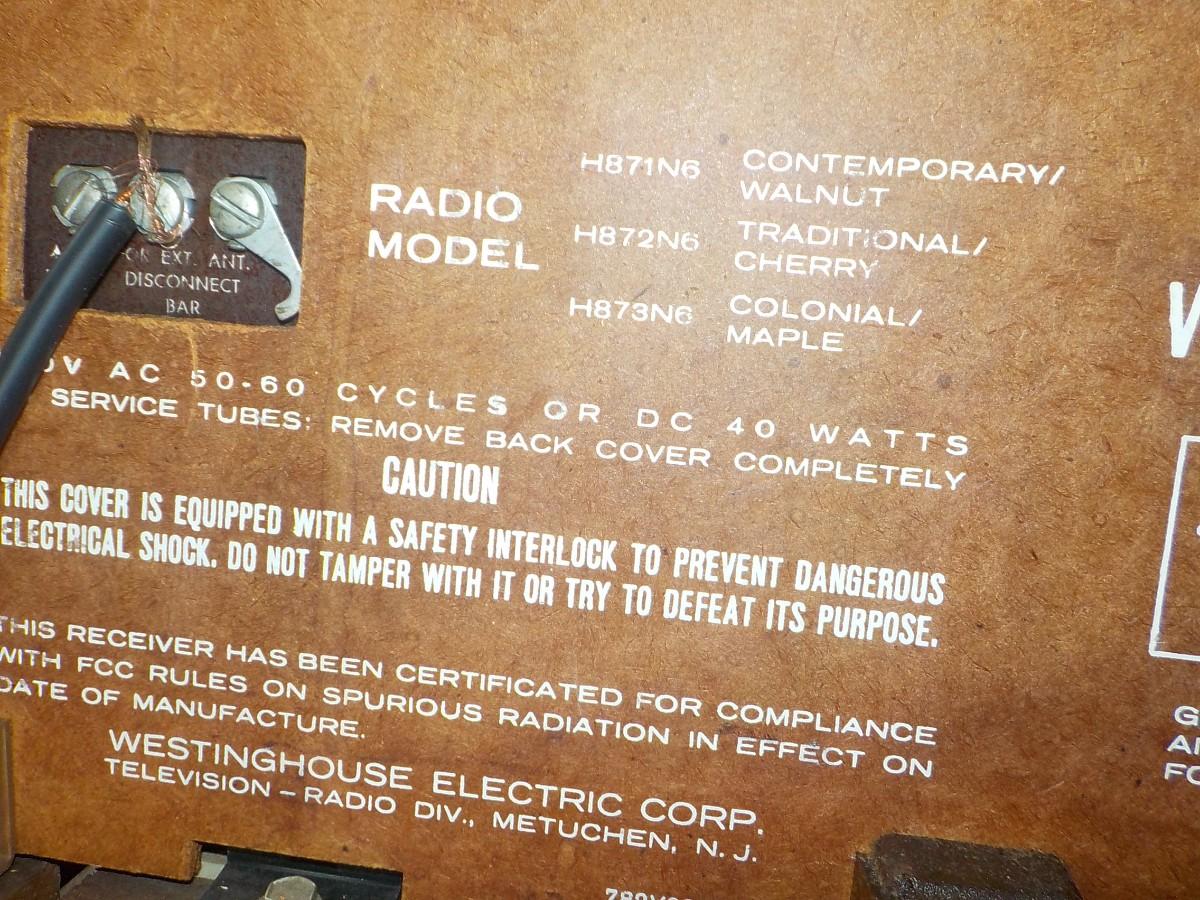 EXT. ANT.
DISCONNECT
BAR
RADIO
MODEL
H871N6 CONTEMPORARY/
WALNUT
H872N6 TRADITIONAL/
CHERRY
H873N6 COLONIAL/
MAPLE
AC 50-60 CYCLES OR DC 40 WATTS
SERVICE TUBES: REMOVE BACK COVER COMPLETELY
CAUTION
THIS COVER IS EQUIPPED WITH A SAFETY INTERLOCK TO PREVENT DANGEROUS
ELECTRICAL SHOCK. DO NOT TAMPER WITH IT OR TRY TO DEFEAT ITS PURPOSE.
THIS RECEIVER HAS BEEN CERTIFICATED FOR COMPLIANCE
WITH FCC RULES ON SPURIOUS RADIATION IN EFFECT ON
DATE OF MANUFACTURE.
WESTINGHOUSE ELECTRIC CORP.
TELEVISION – RADIO DIV., METUCHEN, N. J.